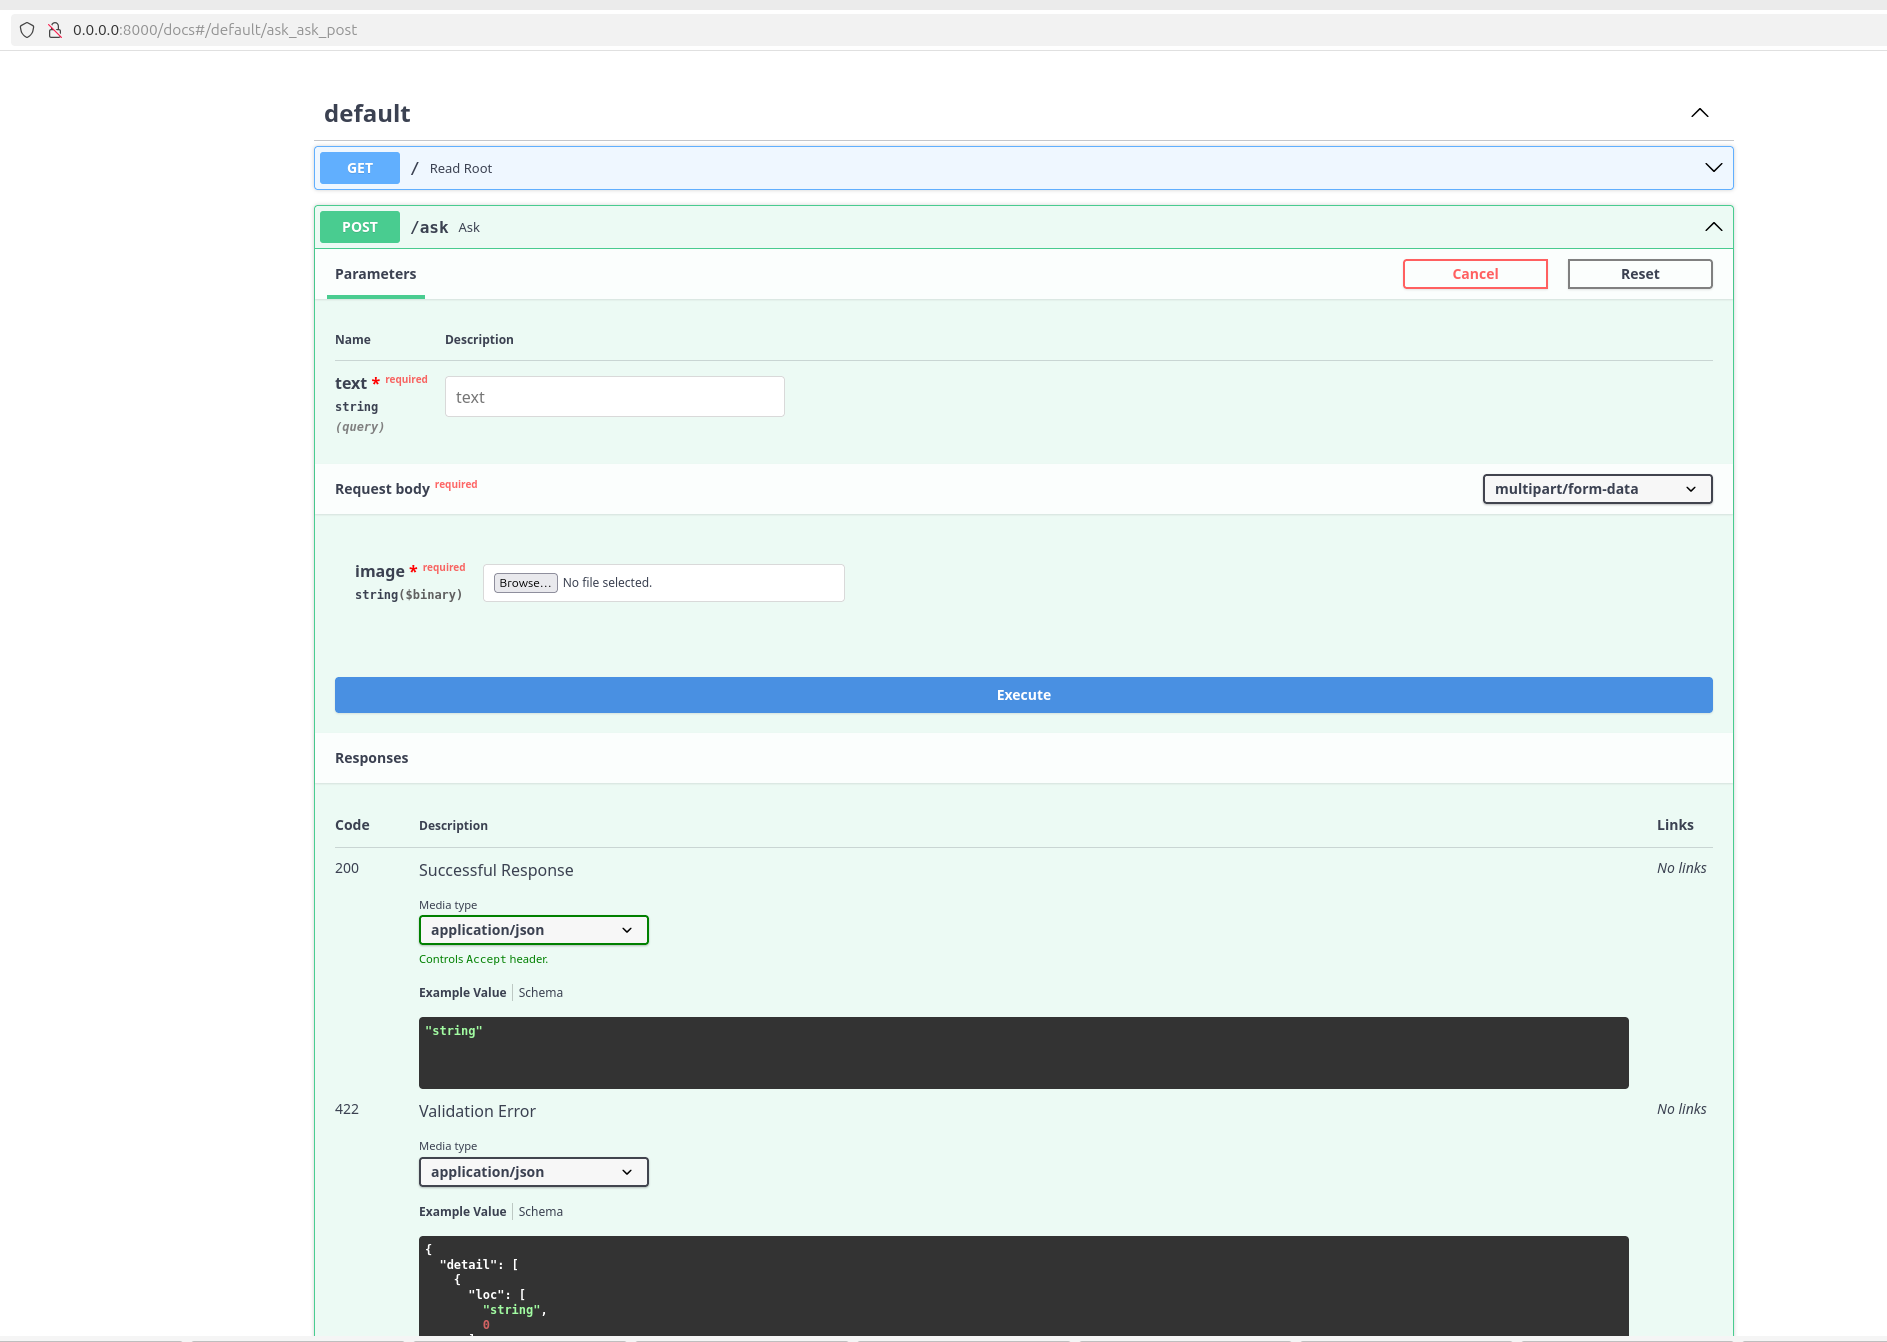 0.0.0.0:8000/docs#/default/ask_ask_post
default
GET / Read Root
POST /ask Ask
Parameters Cancel Reset
Name Description
text * required text
string
(query)
Request body required multipart/form-data
image * required Browse... No file selected.
string($binary)
Execute
Responses
Code Description Links
200 Successful Response No links
Media type
application/json
Controls Accept header.
Example Value Schema
"string"
422 Validation Error No links
Media type
application/json
Example Value Schema
{
"detail": [
{
"loc": [
"string",
0